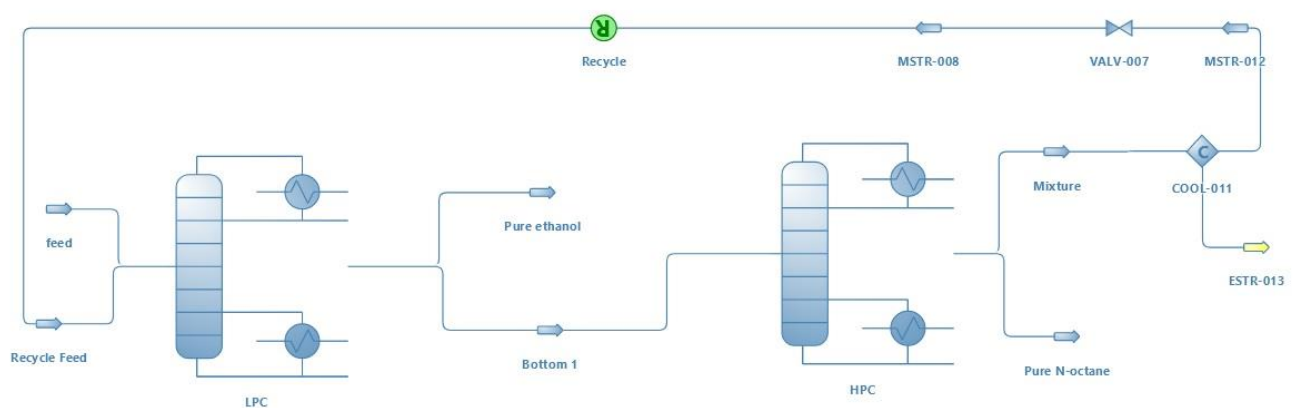 R
Recycle
MSTR-008
VALV-007
MSTR-012
Mixture
C
COOL-011
feed
Pure ethanol
ESTR-013
Recycle Feed
Bottom 1
Pure N-octane
LPC
HPC